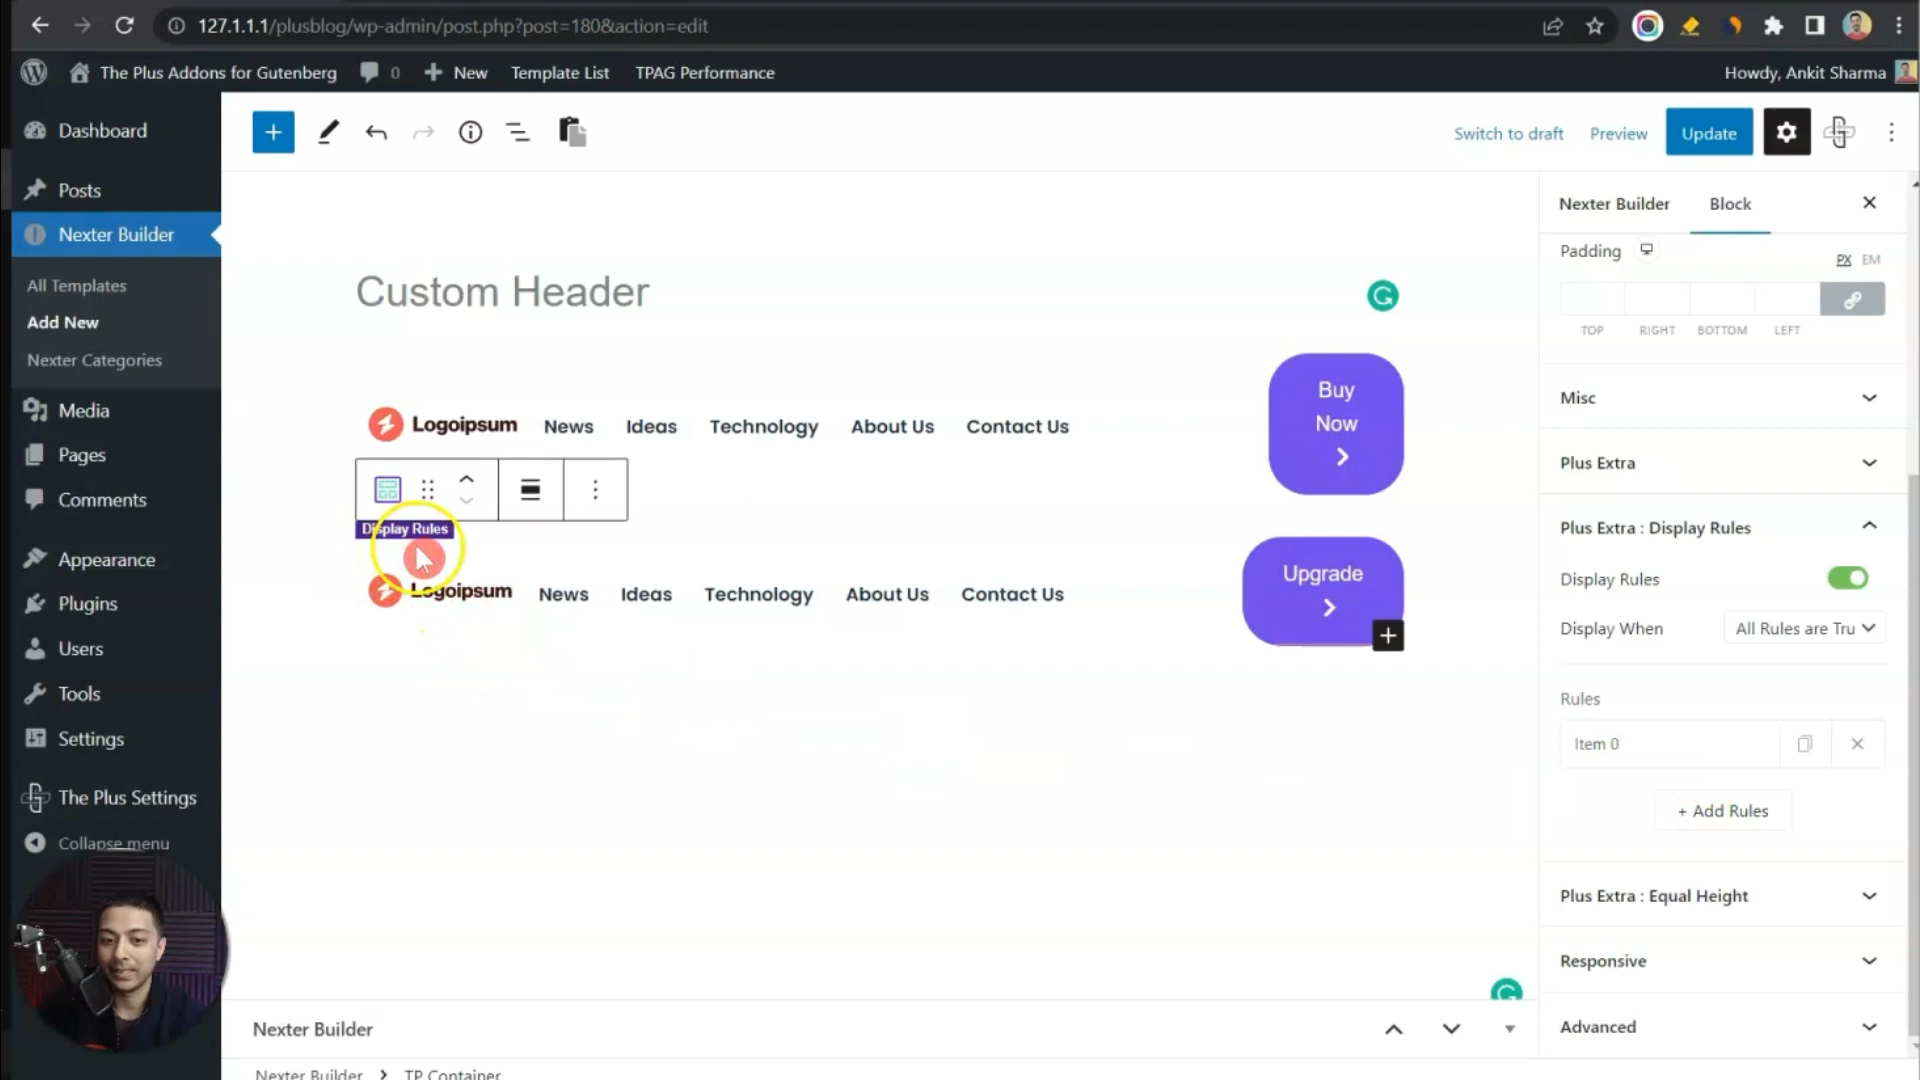 127.1.1.1/plusblog/wp-admin/post.php?post=180&action=edit
The Plus Addons for Gutenberg
0
New
Template List
TPAG Performance
Howdy, Ankit Sharma
Dashboard
Posts
Nexter Builder
All Templates
Add New
Nexter Categories
Media
Pages
Comments
Appearance
Plugins
Users
Tools
Settings
The Plus Settings
Collapse menu
Switch to draft
Preview
Update
Custom Header
Logoipsum
News
Ideas
Technology
About Us
Contact Us
Buy
Now
Display Rules
Logoipsum
News
Ideas
Technology
About Us
Contact Us
Upgrade
Nexter Builder
Nexter Builder
TP Container
Nexter Builder
Block
Padding
PX
EM
TOP
RIGHT
BOTTOM
LEFT
Misc
Plus Extra
Plus Extra : Display Rules
Display Rules
Display When
All Rules are Tru
Rules
Item 0
+ Add Rules
Plus Extra : Equal Height
Responsive
Advanced